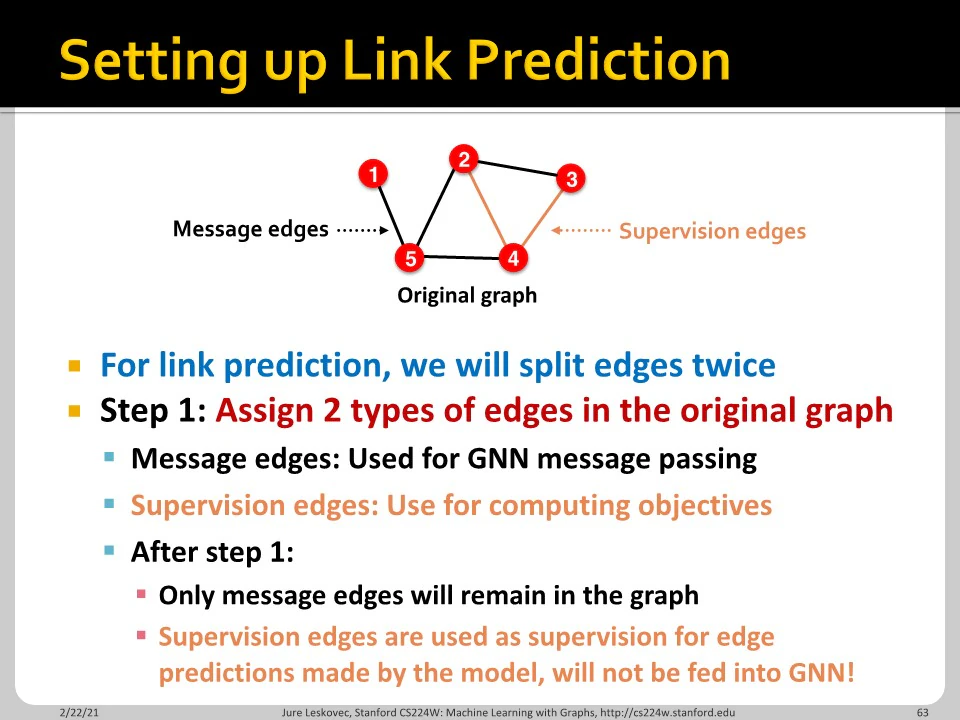 Setting up Link Prediction
1
2
3
Message edges
Supervision edges
5
4
Original graph
For link prediction, we will split edges twice
Step 1: Assign 2 types of edges in the original graph
Message edges: Used for GNN message passing
Supervision edges: Use for computing objectives
After step 1:
Only message edges will remain in the graph
Supervision edges are used as supervision for edge
predictions made by the model, will not be fed into GNN!
2/22/21
Jure Leskovec, Stanford CS224W: Machine Learning with Graphs, http://cs224w.stanford.edu
63